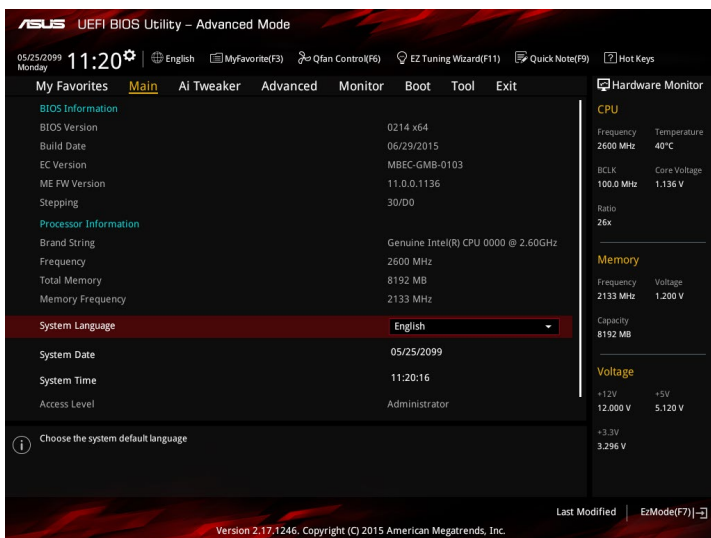 ASUS UEFI BIOS Utility – Advanced Mode
05/25/2099
Monday
11:20
English
MyFavorite(F3)
Qfan Control(F6)
EZ Tuning Wizard(F11)
Quick Note(F9)
? Hot Keys
My Favorites Main Ai Tweaker Advanced Monitor Boot Tool Exit
BIOS Information
BIOS Version 0214 x64
Build Date 06/29/2015
EC Version MBEC-GMB-0103
ME FW Version 11.0.0.1136
Stepping 30/D0
Processor Information
Brand String Genuine Intel(R) CPU 0000 @ 2.60GHz
Frequency 2600 MHz
Total Memory 8192 MB
Memory Frequency 2133 MHz
System Language English
System Date 05/25/2099
System Time 11:20:16
Access Level Administrator
i Choose the system default language
Hardware Monitor
CPU
Frequency Temperature
2600 MHz 40°C
BCLK Core Voltage
100.0 MHz 1.136 V
Ratio
26x
Memory
Frequency Voltage
2133 MHz 1.200 V
Capacity
8192 MB
Voltage
+12V +5V
12.000 V 5.120 V
+3.3V
3.296 V
Last Modified
EzMode(F7)
Version 2.17.1246. Copyright (C) 2015 American Megatrends, Inc.